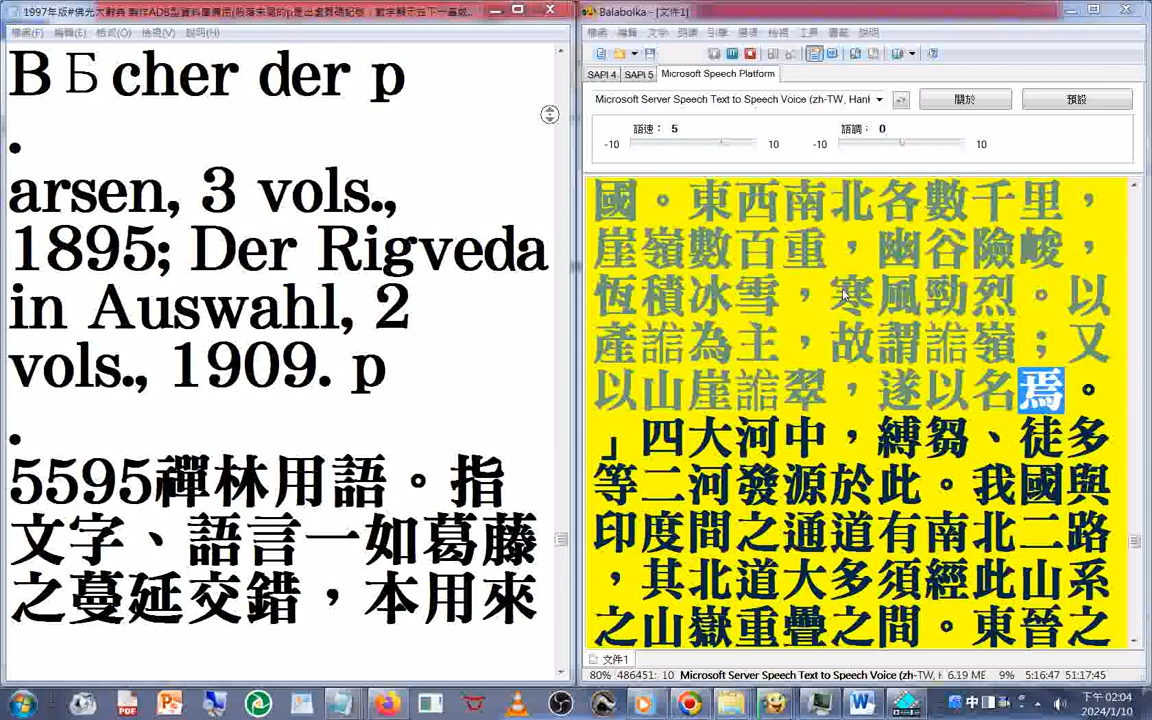 B Б cher der p
.
arsen, 3 vols.,
1895; Der Rigveda
in Auswahl, 2
vols., 1909. p
.
5595禪林用語。指
文字、語言一如葛藤
之蔓延交錯，本用來
Balabolka - [文件1]
SAPI 4 SAPI 5 Microsoft Speech Platform
Microsoft Server Speech Text to Speech Voice (zh-TW, Hanl
關於
預設
語速： 5
語調： 0
-10 10 -10 10
國。東西南北各數千里，
崖嶺數百重，幽谷險峻，
恆積冰雪，寒風勁烈。以
產誩為主，故謂誩嶺；又
以山崖誩翠，遂以名焉。
」四大河中，縛芻、徒多
等二河發源於此。我國與
印度間之通道有南北二路
，其北道大多須經此山系
之山嶽重疊之間。東晉之
文件1
80% 486451: 10 Microsoft Server Speech Text to Speech Voice (zh-TW, H 6.19 ME 9% 5:16:47 51:17:45
中
下午 02:04
2024/1/10